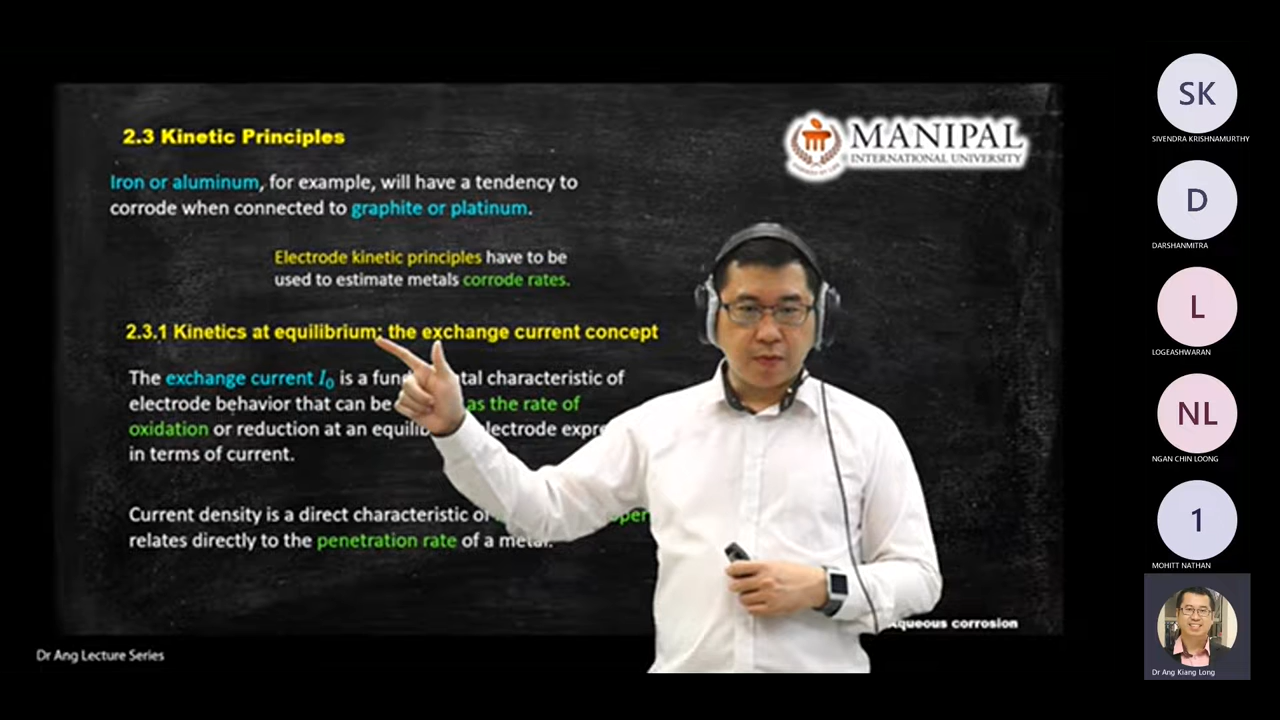 2.3 Kinetic Principles
MANIPAL
INTERNATIONAL UNIVERSITY
Iron or aluminum, for example, will have a tendency to
corrode when connected to graphite or platinum.
Electrode kinetic principles have to be
used to estimate metals corrode rates.
2.3.1 Kinetics at equilibrium: the exchange current concept
The exchange current I₀ is a
characteristic of
electrode behavior that can be as the rate of
oxidation or reduction at an
in terms of current.
Current density is a direct characteristic of
relates directly to the penetration rate of a metal.
Aqueous corrosion
Dr Ang Lecture Series
SK
SIVENDRA KRISHNAMURTHY
D
DARSHANMITRA
L
LOGEASHWARAN
NL
NGAN CHIN LOONG
1
MOHITT NATHAN
Dr Ang Kiang Long